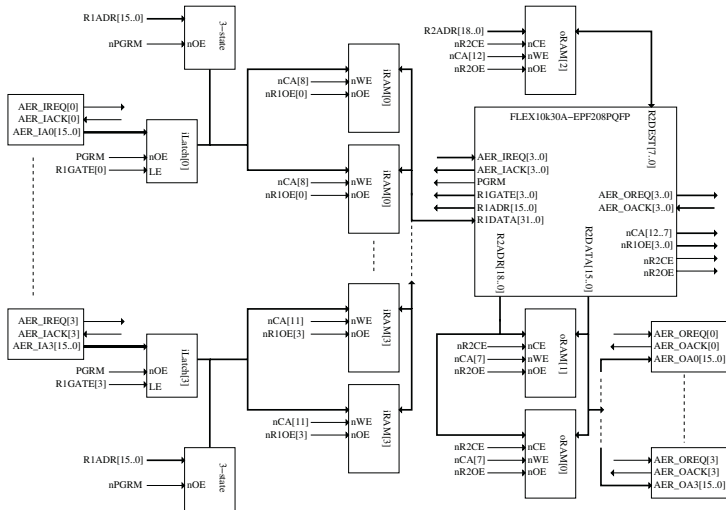 R1ADR[15..0]
nPGRM
nOE
3-state
AER_IREQ[0]
AER_IACK[0]
AER_IA0[15..0]
PGRM
R1GATE[0]
nOE
LE
iLatch[0]
nCA[8]
nR1OE[0]
nWE
nOE
iRAM[0]
nCA[8]
nR1OE[0]
nWE
nOE
iRAM[0]
R2ADR[18..0]
nR2CE
nCA[12]
nR2OE
nCE
nWE
nOE
oRAM[2]
FLEX10k30A-EPF208PQFP
R2DEST[7..0]
AER_IREQ[3..0]
AER_IACK[3..0]
PGRM
R1GATE[3..0]
R1ADR[15..0]
R1DATA[31..0]
AER_OREQ[3..0]
AER_OACK[3..0]
nCA[12..7]
nR1OE[3..0]
nR2CE
nR2OE
R2ADR[18..0]
R2DATA[15..0]
AER_IREQ[3]
AER_IACK[3]
AER_IA3[15..0]
PGRM
R1GATE[3]
nOE
LE
iLatch[3]
nCA[11]
nR1OE[3]
nWE
nOE
iRAM[3]
nCA[11]
nR1OE[3]
nWE
nOE
iRAM[3]
R1ADR[15..0]
nPGRM
nOE
3-state
nR2CE
nCA[7]
nR2OE
nCE
nWE
nOE
oRAM[1]
nR2CE
nCA[7]
nR2OE
nCE
nWE
nOE
oRAM[0]
AER_OREQ[0]
AER_OACK[0]
AER_OA0[15..0]
AER_OREQ[3]
AER_OACK[3]
AER_OA3[15..0]